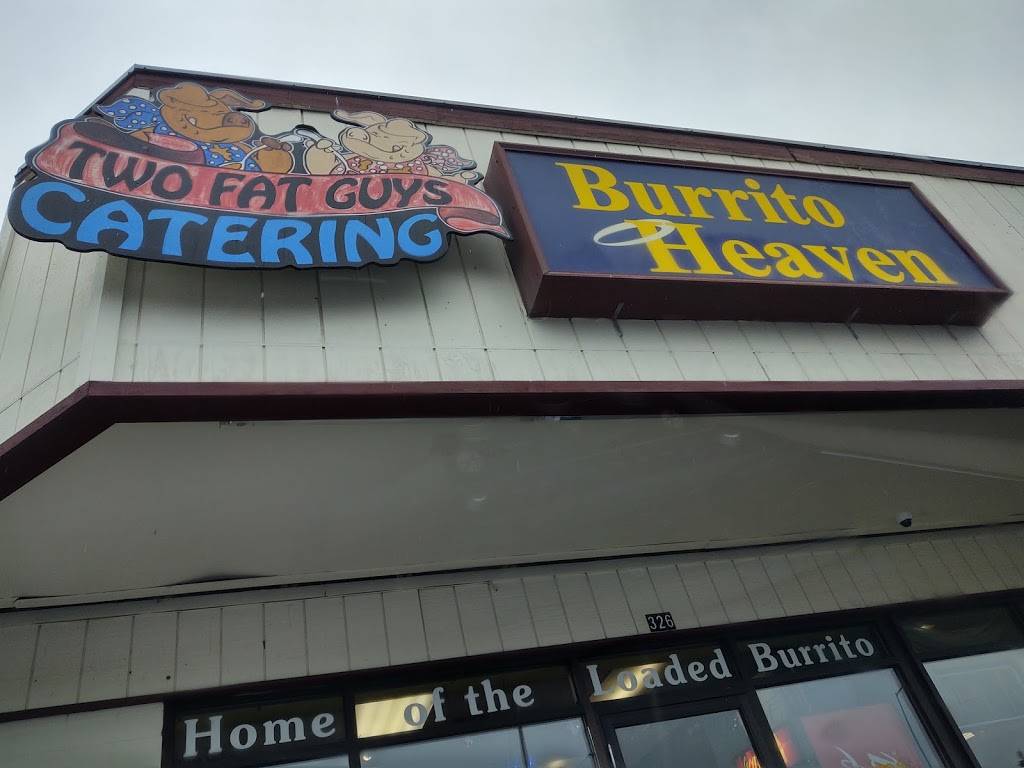 TWO FAT GUYS
CATERING
Burrito
Heaven
326
Home of the Loaded Burrito